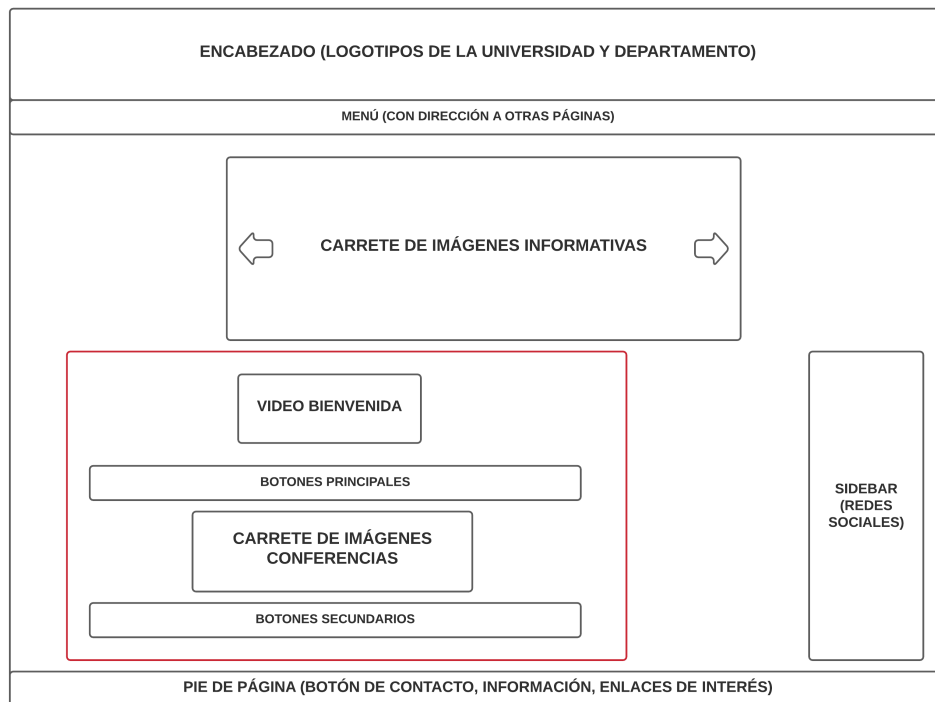 ENCABEZADO (LOGOTIPOS DE LA UNIVERSIDAD Y DEPARTAMENTO)
MENÚ (CON DIRECCIÓN A OTRAS PÁGINAS)
CARRETE DE IMÁGENES INFORMATIVAS
VIDEO BIENVENIDA
BOTONES PRINCIPALES
CARRETE DE IMÁGENES
CONFERENCIAS
BOTONES SECUNDARIOS
SIDEBAR
(REDES
SOCIALES)
PIE DE PÁGINA (BOTÓN DE CONTACTO, INFORMACIÓN, ENLACES DE INTERÉS)